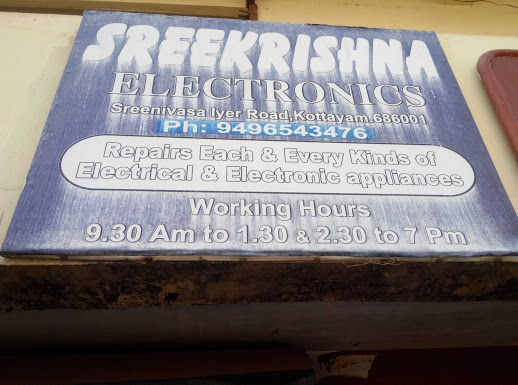 SREEKRISHNA
ELECTRONICS
Sreenivasa Iyer Road,Kottayam.686001
Ph: 9496543476
Repairs Each & Every Kinds of
Electrical & Electronic appliances
Working Hours
9.30 Am to 1.30 & 2.30 to 7 Pm